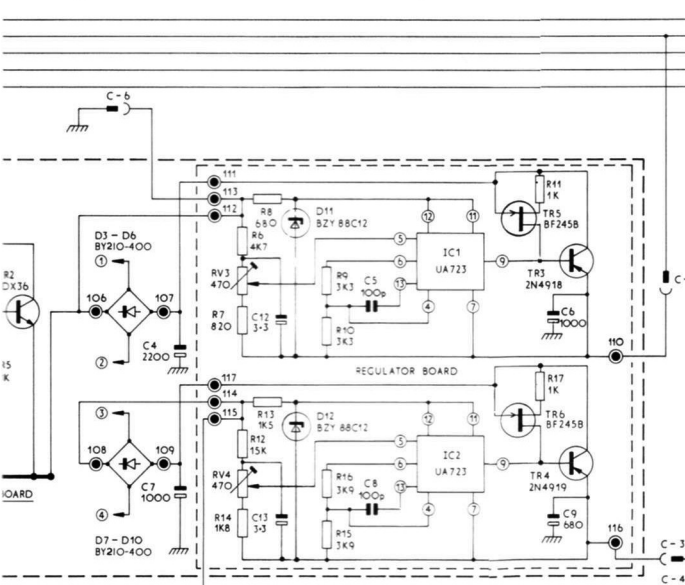 C-6
111
113
112
R11
1K
R8
680
D11
BZY 88C12
TR5
BF245B
12
11
D3-D6
BY210-400
R6
4K7
5
IC1
UA723
1
6
9
TR3
2N4918
R2
DX36
RV3
470
R9
3K3
C5
100p
13
106
107
4
7
C6
1000
R7
820
C12
3·3
R10
3K3
110
C4
2200
2
R5
K
REGULATOR BOARD
117
114
115
R17
1K
R13
1K5
D12
BZY 88C12
TR6
BF245B
3
12
11
R12
15K
5
IC2
UA723
108
109
6
9
TR4
2N4919
RV4
470
R16
3K9
C8
100p
13
C7
1000
4
7
C9
680
OARD
R14
1K8
C13
3·3
116
4
R15
3K9
C-3
D7-D10
BY210-400
C-4